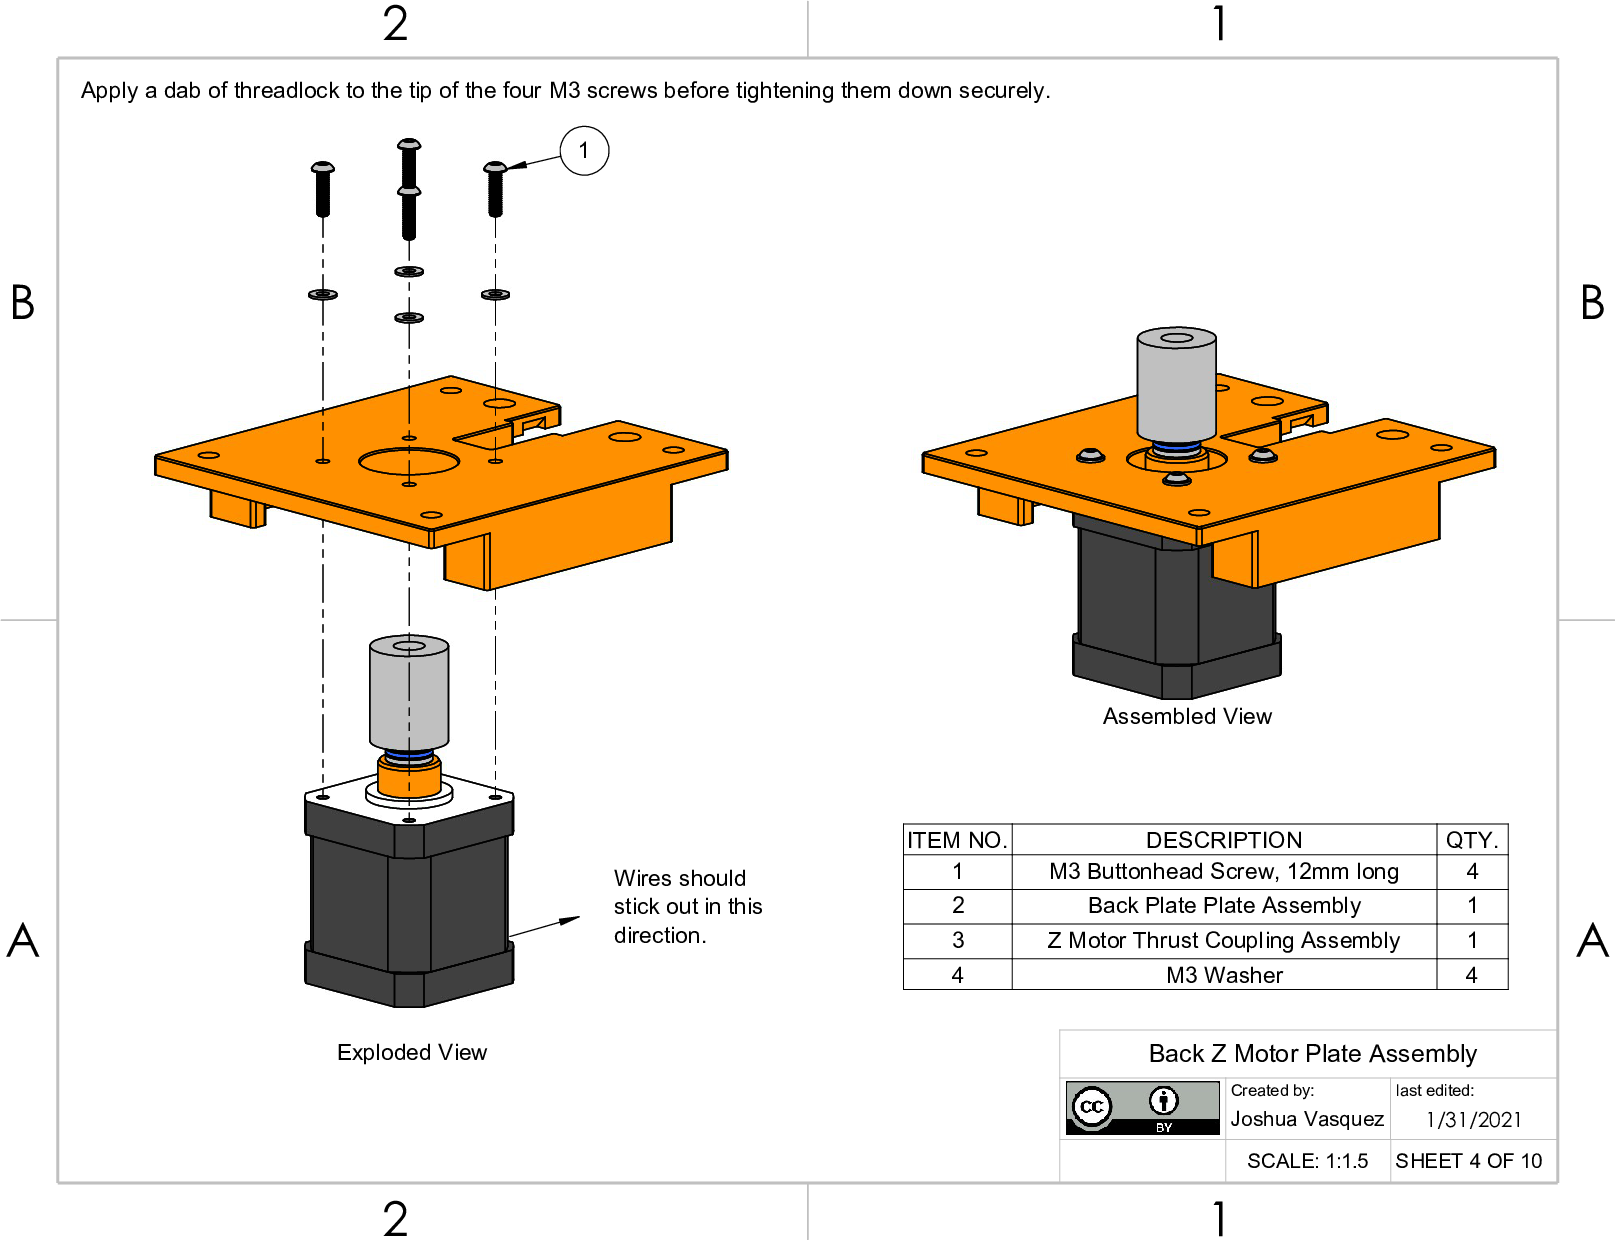 2 1
Apply a dab of threadlock to the tip of the four M3 screws before tightening them down securely.
1
B B
Assembled View
ITEM NO. DESCRIPTION QTY.
1 M3 Buttonhead Screw, 12mm long 4
2 Back Plate Plate Assembly 1
3 Z Motor Thrust Coupling Assembly 1
4 M3 Washer 4
Wires should
stick out in this
direction.
A A
Exploded View
Back Z Motor Plate Assembly
cc BY
Created by:
Joshua Vasquez
last edited:
1/31/2021
SCALE: 1:1.5
SHEET 4 OF 10
2 1